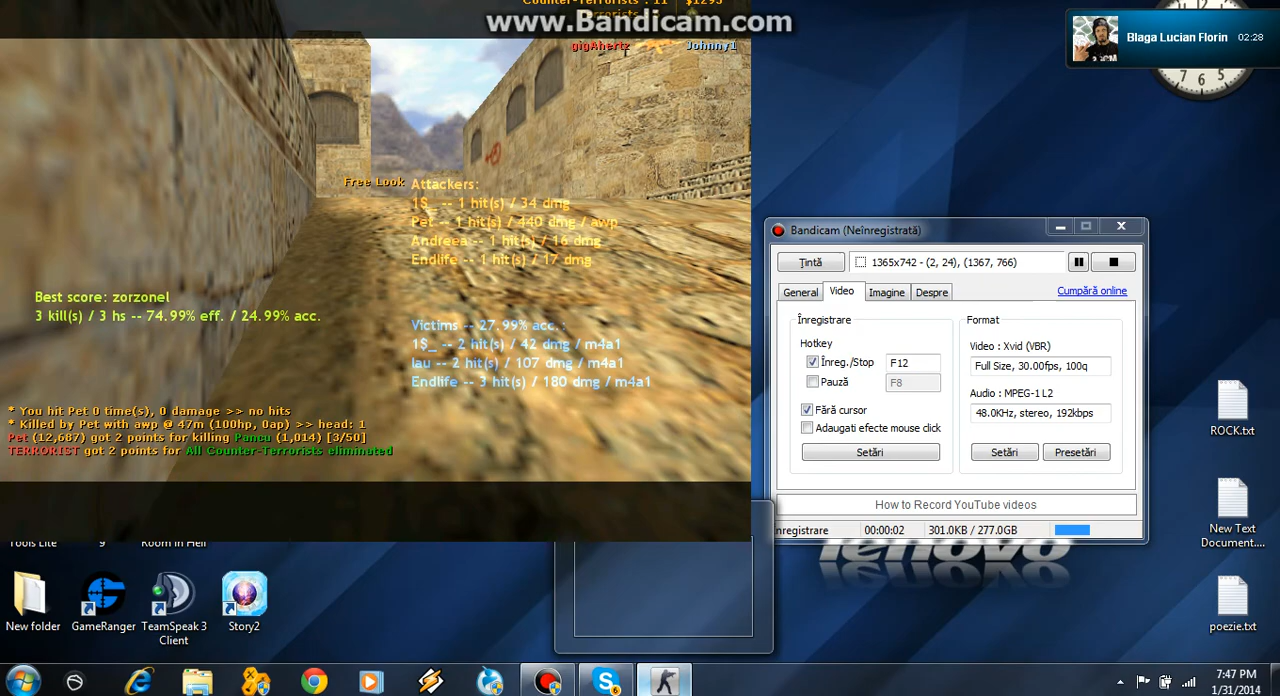 Counter-Terrorists : 11 $1295
Terrorists
www.Bandicam.com
gigAhertz Johnny1
Blaga Lucian Florin 02:28
7 6 5
Free Look
Attackers:
1$_ -- 1 hit(s) / 34 dmg
Pet -- 1 hit(s) / 440 dmg / awp
Andreea -- 1 hit(s) / 16 dmg
Endlife -- 1 hit(s) / 17 dmg
Best score: zorzonel
3 kill(s) / 3 hs -- 74.99% eff. / 24.99% acc.
Victims -- 27.99% acc.:
1$_ -- 2 hit(s) / 42 dmg / m4a1
lau -- 2 hit(s) / 107 dmg / m4a1
Endlife -- 3 hit(s) / 180 dmg / m4a1
* You hit Pet 0 time(s), 0 damage >> no hits
* Killed by Pet with awp @ 47m (100hp, 0ap) >> head: 1
Pet (12,687) got 2 points for killing Pancu (1,014) [3/50]
TERRORIST got 2 points for All Counter-Terrorists eliminated
Bandicam (Neînregistrată)
Țintă
1365x742 - (2, 24), (1367, 766)
General Video Imagine Despre
Cumpără online
Înregistrare
Hotkey
Înreg./Stop F12
Pauză F8
Fără cursor
Adaugati efecte mouse click
Setări
Format
Video : Xvid (VBR)
Full Size, 30.00fps, 100q
Audio : MPEG-1 L2
48.0KHz, stereo, 192kbps
Setări Presetări
How to Record YouTube videos
nregistrare 00:00:02 301.0KB / 277.0GB
lenovo
ROCK.txt
New Text
Document....
poezie.txt
Tools Lite 9 Room in Hell
New folder
GameRanger
TeamSpeak 3
Client
Story2
7:47 PM
1/31/2014